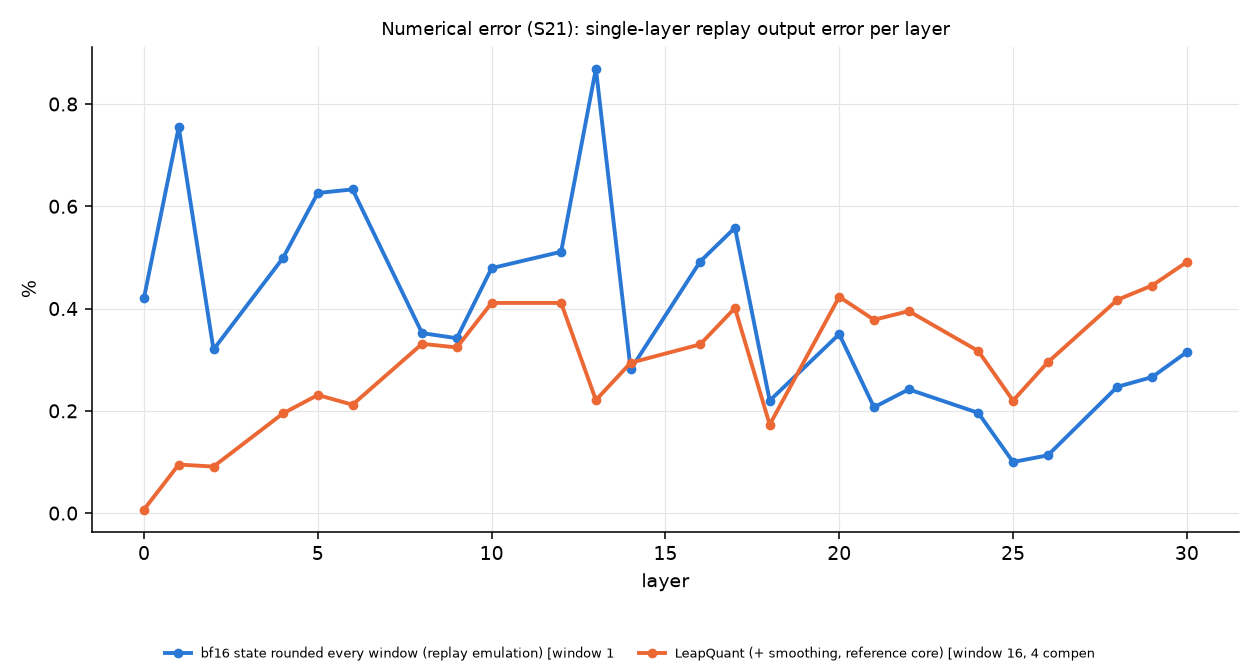 Numerical error (S21): single-layer replay output error per layer
%
0.8
0.6
0.4
0.2
0.0
0 5 10 15 20 25 30
layer
bf16 state rounded every window (replay emulation) [window 1
LeapQuant (+ smoothing, reference core) [window 16, 4 compen